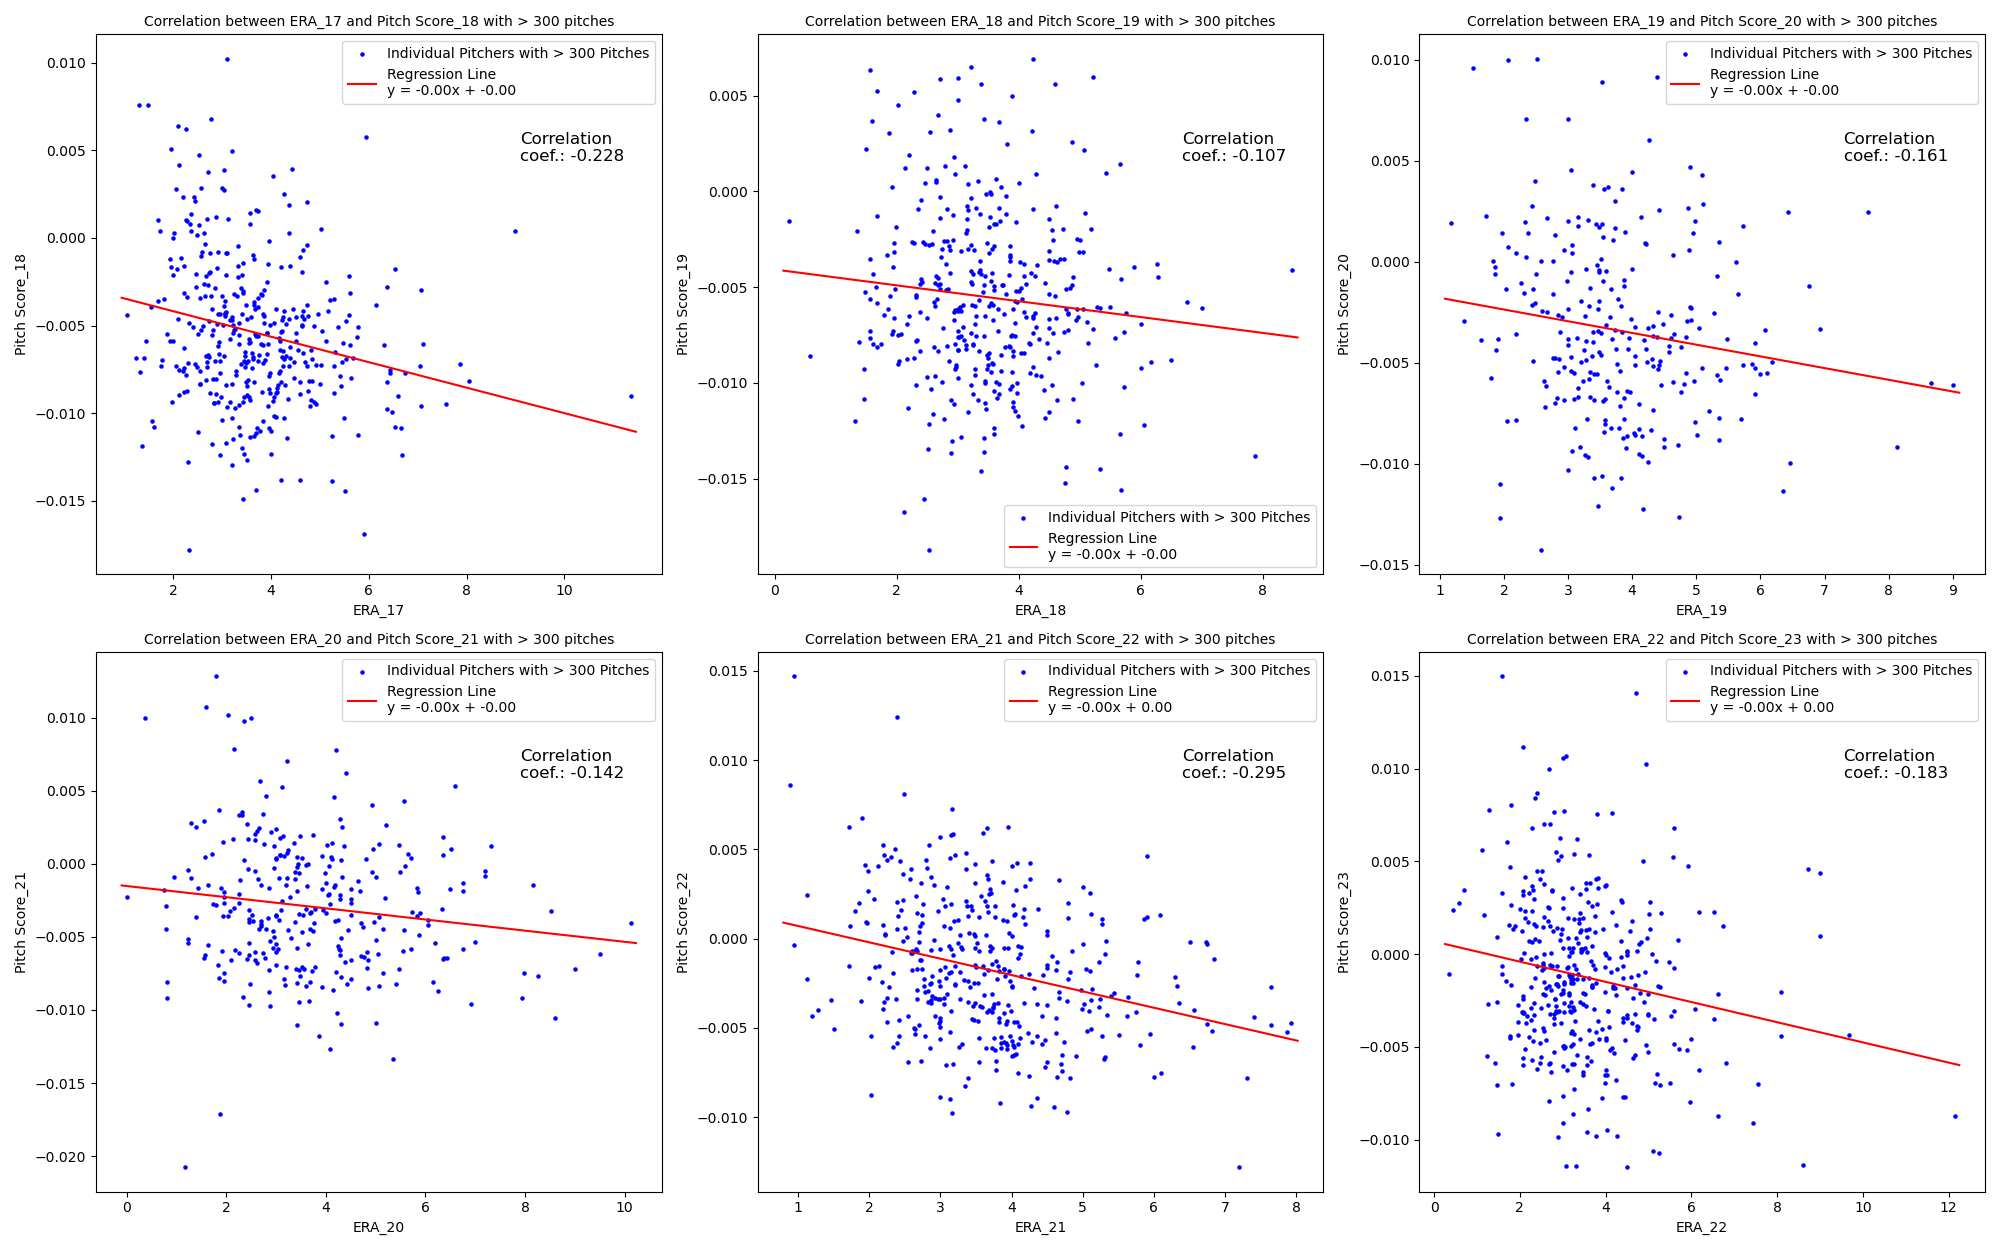 Correlation between ERA_17 and Pitch Score_18 with > 300 pitches
Individual Pitchers with > 300 Pitches
Regression Line
y = -0.00x + -0.00
Correlation
coef.: -0.228
0.010
0.005
0.000
−0.005
−0.010
−0.015
Pitch Score_18
2 4 6 8 10
ERA_17
Correlation between ERA_18 and Pitch Score_19 with > 300 pitches
Correlation
coef.: -0.107
Individual Pitchers with > 300 Pitches
Regression Line
y = -0.00x + -0.00
0.005
0.000
−0.005
−0.010
−0.015
Pitch Score_19
0 2 4 6 8
ERA_18
Correlation between ERA_19 and Pitch Score_20 with > 300 pitches
Individual Pitchers with > 300 Pitches
Regression Line
y = -0.00x + -0.00
Correlation
coef.: -0.161
0.010
0.005
0.000
−0.005
−0.010
−0.015
Pitch Score_20
1 2 3 4 5 6 7 8 9
ERA_19
Correlation between ERA_20 and Pitch Score_21 with > 300 pitches
Individual Pitchers with > 300 Pitches
Regression Line
y = -0.00x + -0.00
Correlation
coef.: -0.142
0.010
0.005
0.000
−0.005
−0.010
−0.015
−0.020
Pitch Score_21
0 2 4 6 8 10
ERA_20
Correlation between ERA_21 and Pitch Score_22 with > 300 pitches
Individual Pitchers with > 300 Pitches
Regression Line
y = -0.00x + 0.00
Correlation
coef.: -0.295
0.015
0.010
0.005
0.000
−0.005
−0.010
Pitch Score_22
1 2 3 4 5 6 7 8
ERA_21
Correlation between ERA_22 and Pitch Score_23 with > 300 pitches
Individual Pitchers with > 300 Pitches
Regression Line
y = -0.00x + 0.00
Correlation
coef.: -0.183
0.015
0.010
0.005
0.000
−0.005
−0.010
Pitch Score_23
0 2 4 6 8 10 12
ERA_22